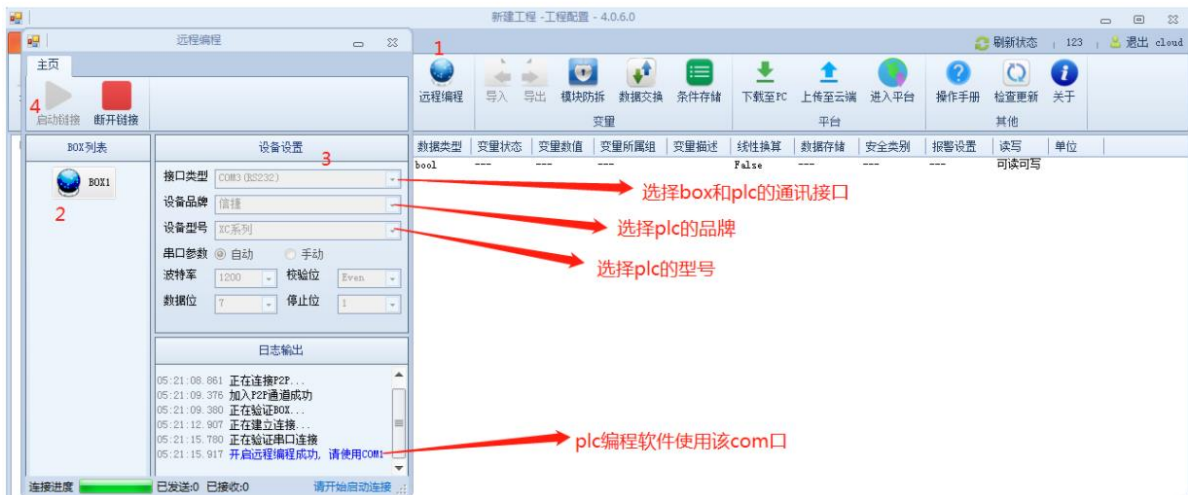 新建工程 -工程配置 - 4.0.6.0
远程编程
刷新状态 | 123 | 退出 cloud
1
主页
4
启动链接 断开链接
远程编程 导入 导出 模块防拆 数据交换 条件存储 下载至PC 上传至云端 进入平台 操作手册 检查更新 关于
变量 平台 其他
BOX列表
BOX1
2
设备设置
3
接口类型 COM3(RS232)
设备品牌 信捷
设备型号 XC系列
串口参数 自动 手动
波特率 1200 校验位 Even
数据位 7 停止位 1
日志输出
05:21:08.861 正在连接P2P...
05:21:09.376 加入P2P通道成功
05:21:09.380 正在验证BOX...
05:21:12.907 正在建立连接...
05:21:15.780 正在验证串口连接
05:21:15.917 开启远程编程成功, 请使用COM1
连接进度 已发送:0 已接收:0 请开始启动连接
数据类型 变量状态 变量数值 变量所属组 变量描述 线性换算 数据存储 安全类别 报警设置 读写 单位
bool --- --- --- False --- --- --- 可读可写
选择box和plc的通讯接口
选择plc的品牌
选择plc的型号
plc编程软件使用该com口